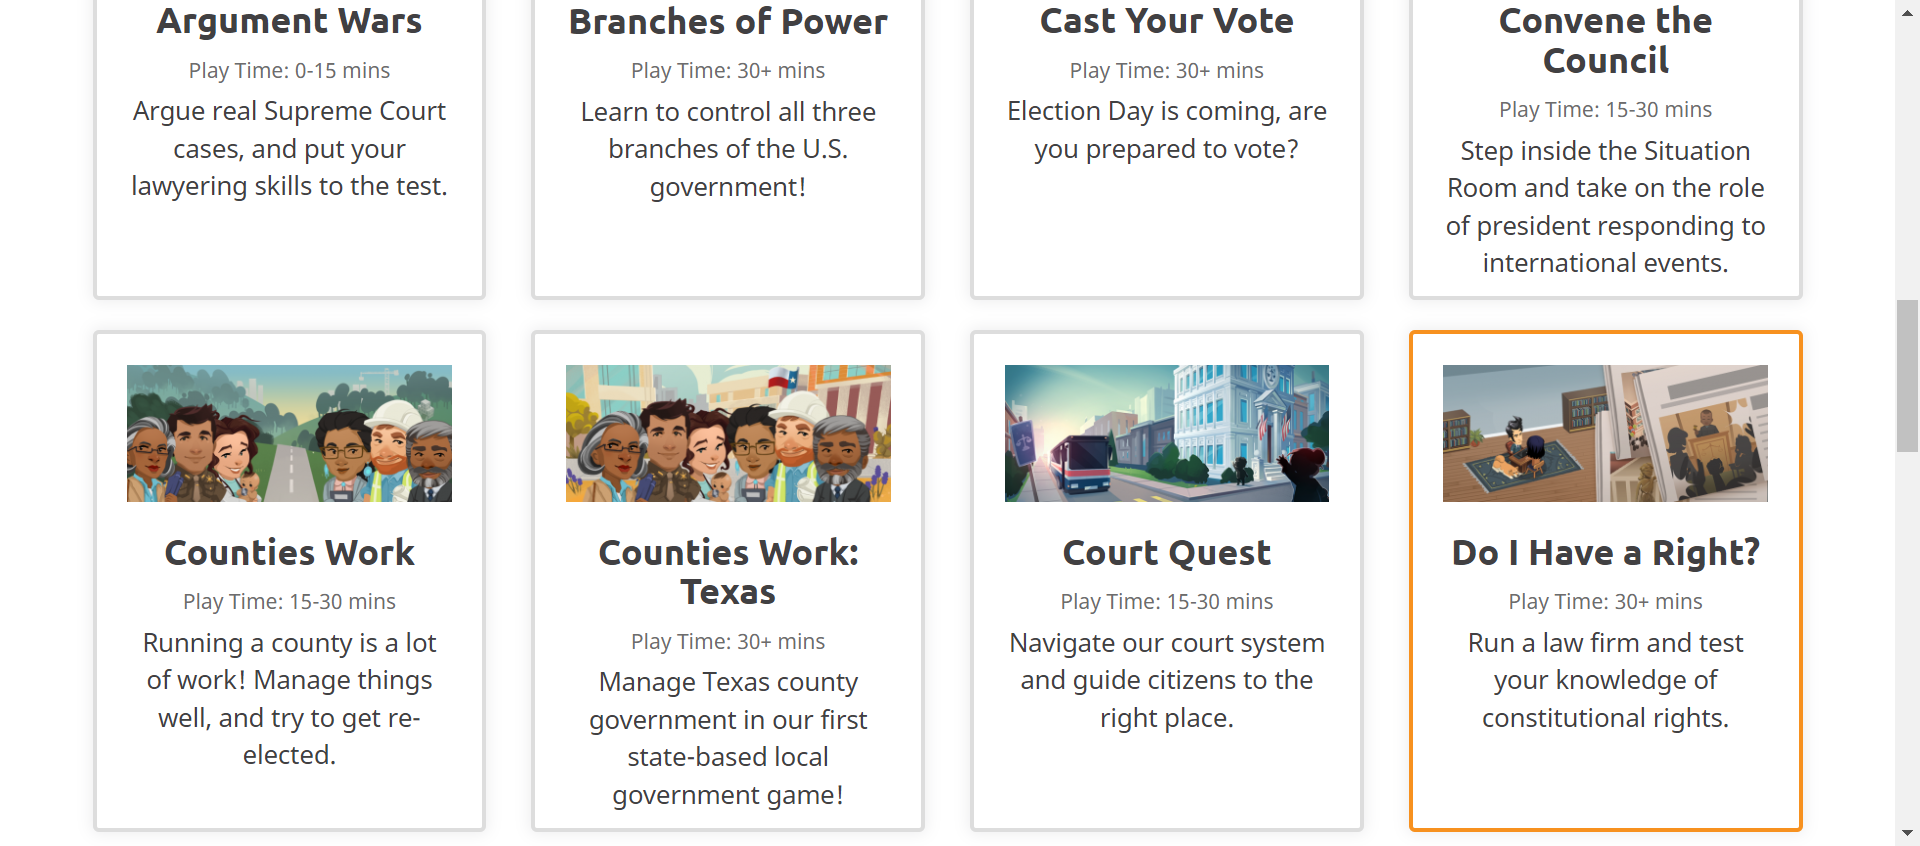 Argument Wars
Play Time: 0-15 mins
Argue real Supreme Court
cases, and put your
lawyering skills to the test.
Branches of Power
Play Time: 30+ mins
Learn to control all three
branches of the U.S.
government!
Cast Your Vote
Play Time: 30+ mins
Election Day is coming, are
you prepared to vote?
Convene the
Council
Play Time: 15-30 mins
Step inside the Situation
Room and take on the role
of president responding to
international events.
Counties Work
Play Time: 15-30 mins
Running a county is a lot
of work! Manage things
well, and try to get re-
elected.
Counties Work:
Texas
Play Time: 30+ mins
Manage Texas county
government in our first
state-based local
government game!
Court Quest
Play Time: 15-30 mins
Navigate our court system
and guide citizens to the
right place.
Do I Have a Right?
Play Time: 30+ mins
Run a law firm and test
your knowledge of
constitutional rights.